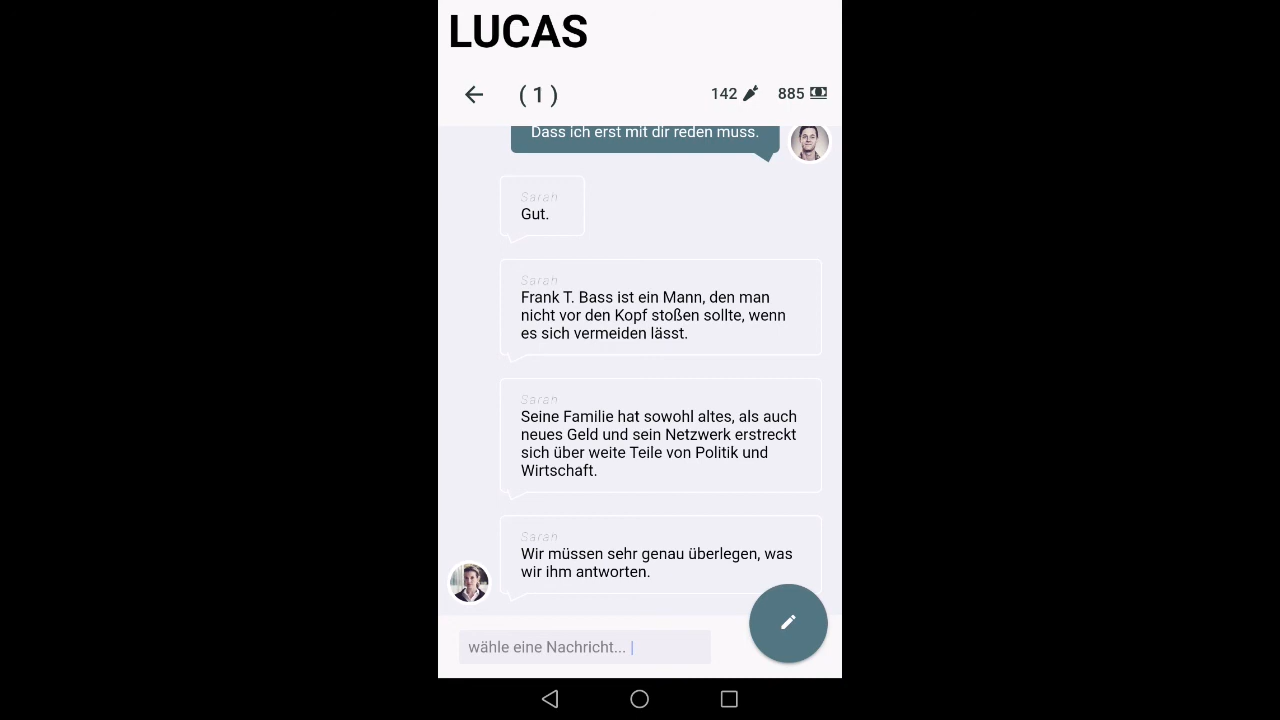 LUCAS
( 1 )
142
885
Dass ich erst mit dir reden muss.
Sarah
Gut.
Sarah
Frank T. Bass ist ein Mann, den man
nicht vor den Kopf stoßen sollte, wenn
es sich vermeiden lässt.
Sarah
Seine Familie hat sowohl altes, als auch
neues Geld und sein Netzwerk erstreckt
sich über weite Teile von Politik und
Wirtschaft.
Sarah
Wir müssen sehr genau überlegen, was
wir ihm antworten.
wähle eine Nachricht...